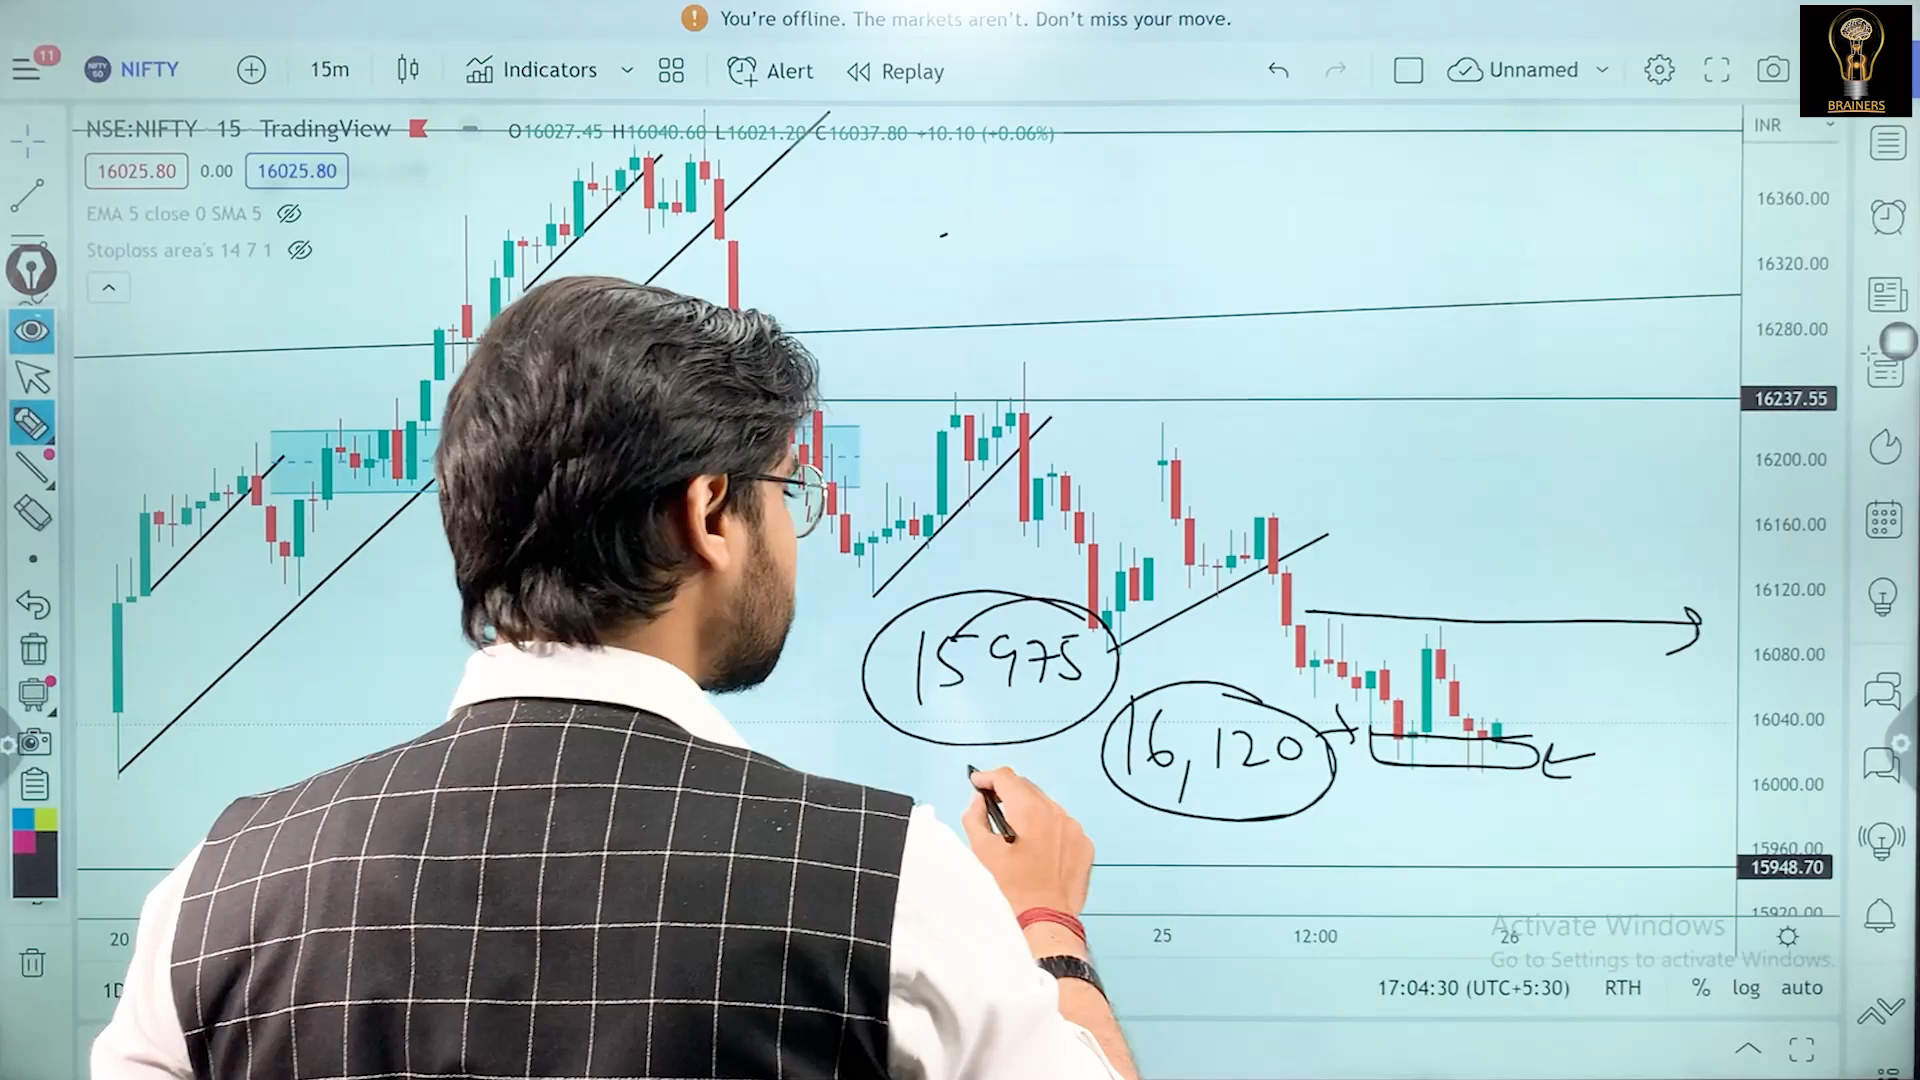 You're offline. The markets aren't. Don't miss your move.
11
NIFTY 50
NIFTY
15m
Indicators
Alert
Replay
Unnamed
BRAINERS
NSE:NIFTY 15 TradingView
O16027.45 H16040.60 L16021.20 C16037.80 +10.10 (+0.06%)
INR
16025.80 0.00 16025.80
EMA 5 close 0 SMA 5
Stoploss area's 14 7 1
16360.00
16320.00
16280.00
16237.55
16200.00
16160.00
16120.00
16080.00
16040.00
16000.00
15960.00
15948.70
15920.00
15975
16,120
20
25
12:00
26
Activate Windows
Go to Settings to activate Windows.
1D
17:04:30 (UTC+5:30)
RTH
%
log
auto